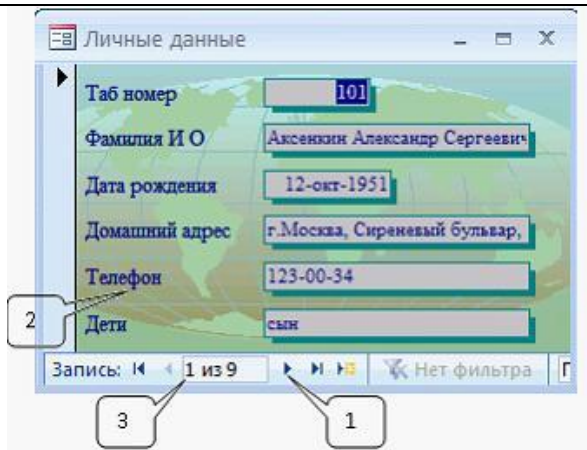 Личные данные
Таб номер 101
Фамилия И О Аксенкин Александр Сергеевич
Дата рождения 12-окт-1951
Домашний адрес г.Москва, Сиреневый бульвар,
Телефон 123-00-34
2
Дети сын
Запись: 1 из 9 Нет фильтра П
3 1